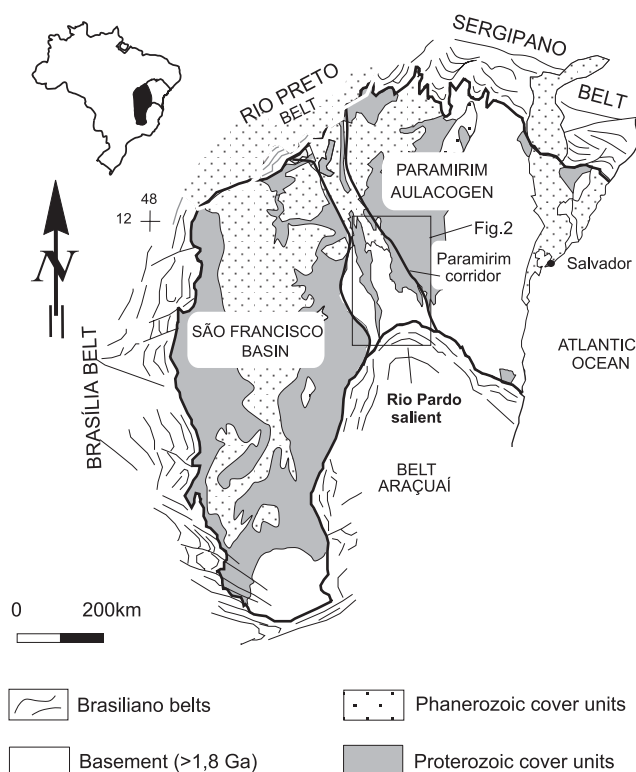 SERGIPANO
BELT
RIO PRETO
BELT
48
12
N
PARAMIRIM
AULACOGEN
Fig.2
Paramirim
corridor
Salvador
SÃO FRANCISCO
BASIN
ATLANTIC
OCEAN
BRASÍLIA BELT
Rio Pardo
salient
BELT
ARAÇUAÍ
0 200km
Brasiliano belts
Phanerozoic cover units
Basement (>1,8 Ga)
Proterozoic cover units